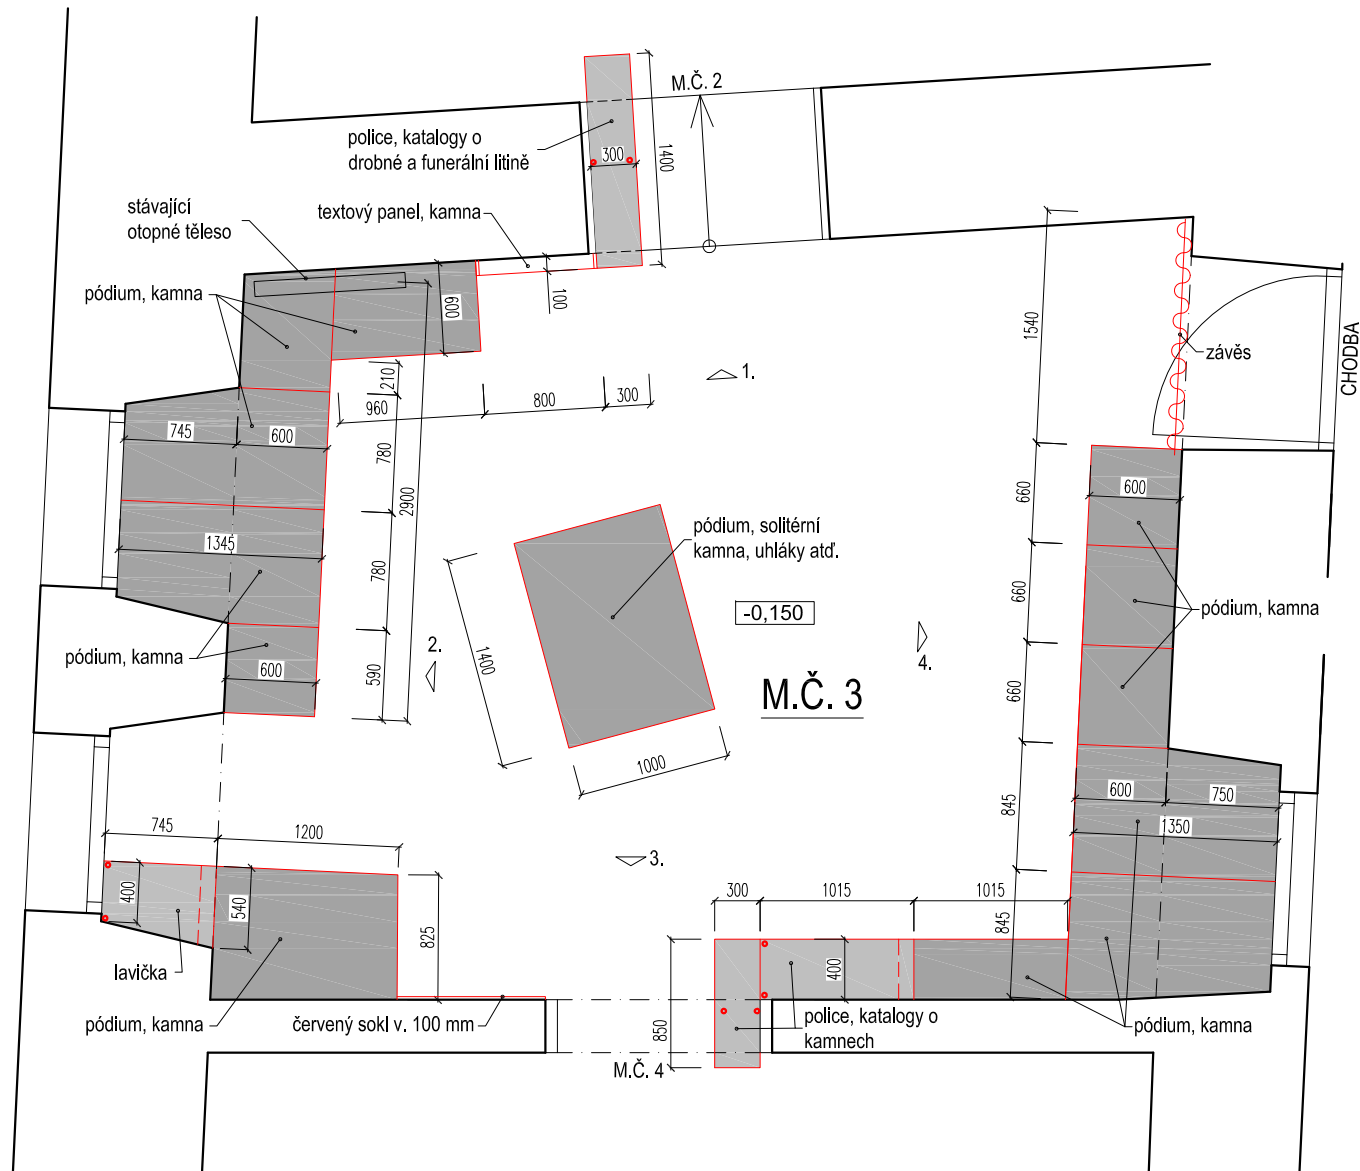 M.Č. 2
police, katalogy o
drobné a funerální litině
300
1400
stávající
otopné těleso
textový panel, kamna
pódium, kamna
600
100
1540
závěs
CHODBA
1.
210
960
800
300
745
600
780
2900
1345
780
660
600
pódium, solitérní
kamna, uhláky atď.
-0,150
660
pódium, kamna
2.
4.
1400
pódium, kamna
600
590
660
M.Č. 3
1000
600
750
845
1350
745
1200
3.
400
540
825
300
1015
1015
845
400
lavička
pódium, kamna
červený sokl v. 100 mm
850
police, katalogy o
kamnech
pódium, kamna
M.Č. 4